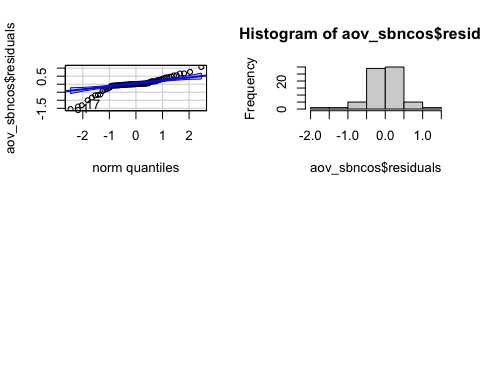 aov_sbncos$residuals
0.5
-1.5
17
-2 -1 0 1 2
norm quantiles
Histogram of aov_sbncos$resid
Frequency
20
0
-2.0 -1.0 0.0 1.0
aov_sbncos$residuals